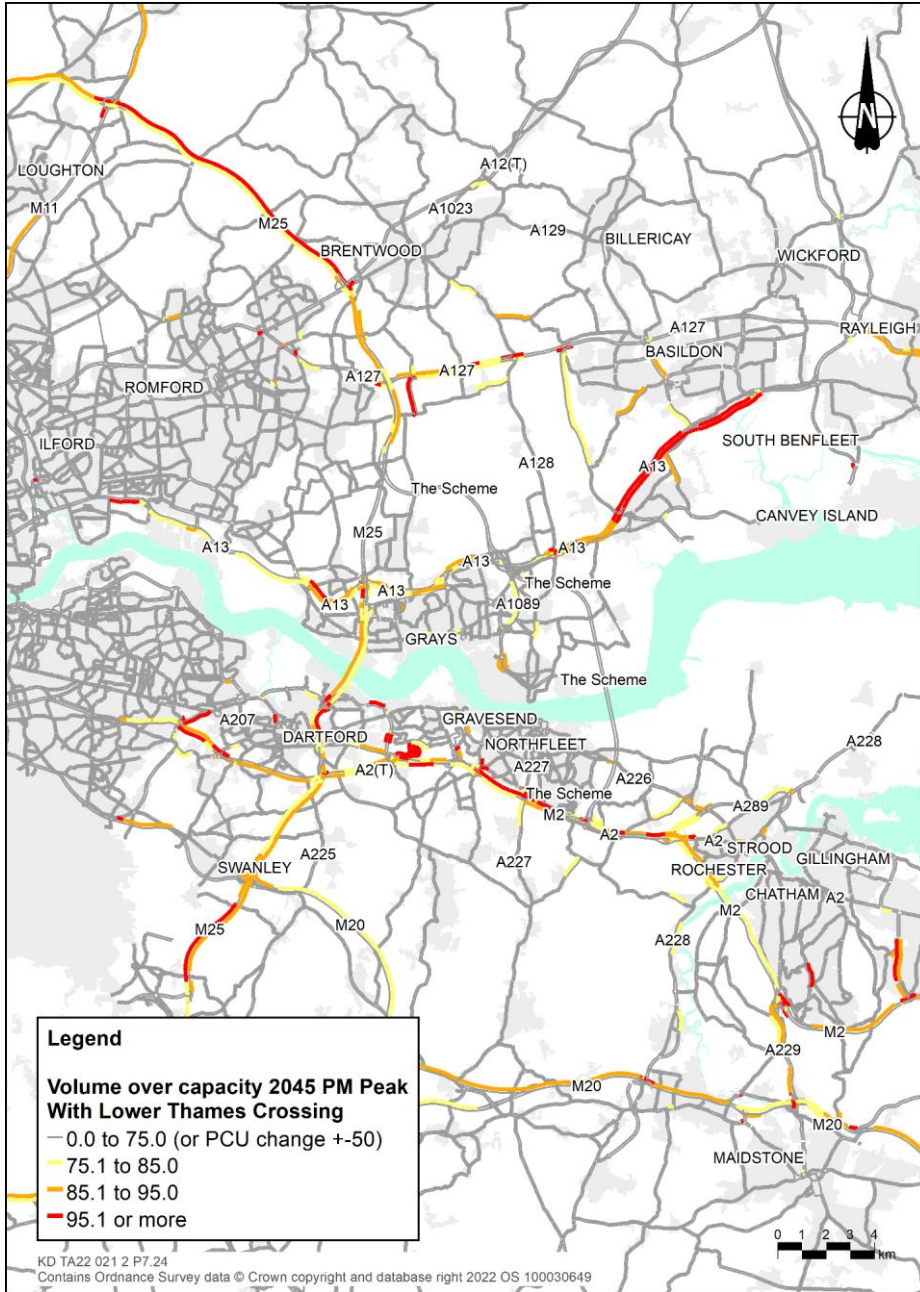 N
LOUGHTON
A12(T)
M11
A1023
M25
A129
BRENTWOOD
BILLERICAY
WICKFORD
A127
RAYLEIGH
BASILDON
A127
A127
ROMFORD
ILFORD
SOUTH BENFLEET
A128
A13
The Scheme
CANVEY ISLAND
M25
A13
A13
A13
A13
A13
The Scheme
A1089
GRAYS
The Scheme
A207
GRAVESEND
DARTFORD
NORTHFLEET
A228
A2(T)
A227
A226
The Scheme
A289
M2
A2
A2
STROOD
GILLINGHAM
A225
SWANLEY
A227
ROCHESTER
CHATHAM
A2
M2
M25
M20
A228
M2
A229
M20
M20
MAIDSTONE
Legend
Volume over capacity 2045 PM Peak
With Lower Thames Crossing
0.0 to 75.0 (or PCU change +-50)
75.1 to 85.0
85.1 to 95.0
95.1 or more
0 1 2 3 4
km
KD TA22 021 2 P7.24
Contains Ordnance Survey data © Crown copyright and database right 2022 OS 100030649